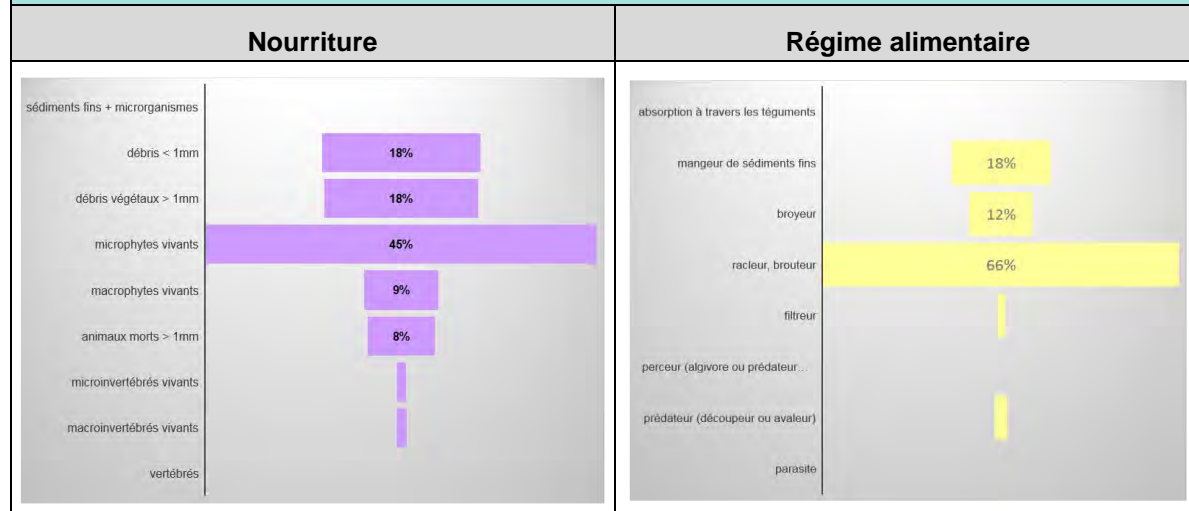 Nourriture
Régime alimentaire
sédiments fins + microrganismes
débris < 1mm
18%
débris végétaux > 1mm
18%
microphytes vivants
45%
macrophytes vivants
9%
animaux morts > 1mm
8%
microinvertébrés vivants
macroinvertébrés vivants
vertébrés
absorption à travers les téguments
mangeur de sédiments fins
18%
broyeur
12%
racleur, brouteur
66%
filtreur
perceur (algivore ou prédateur...
prédateur (découpeur ou avaleur)
parasite